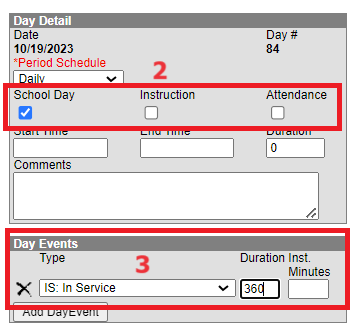 Day Detail
Date Day #
10/19/2023 84
*Period Schedule
Daily
2
School Day Instruction Attendance
Start Time End Time Duration
0
Comments
Day Events
Type Duration Inst. Minutes
3
IS: In Service 360
Add DayEvent